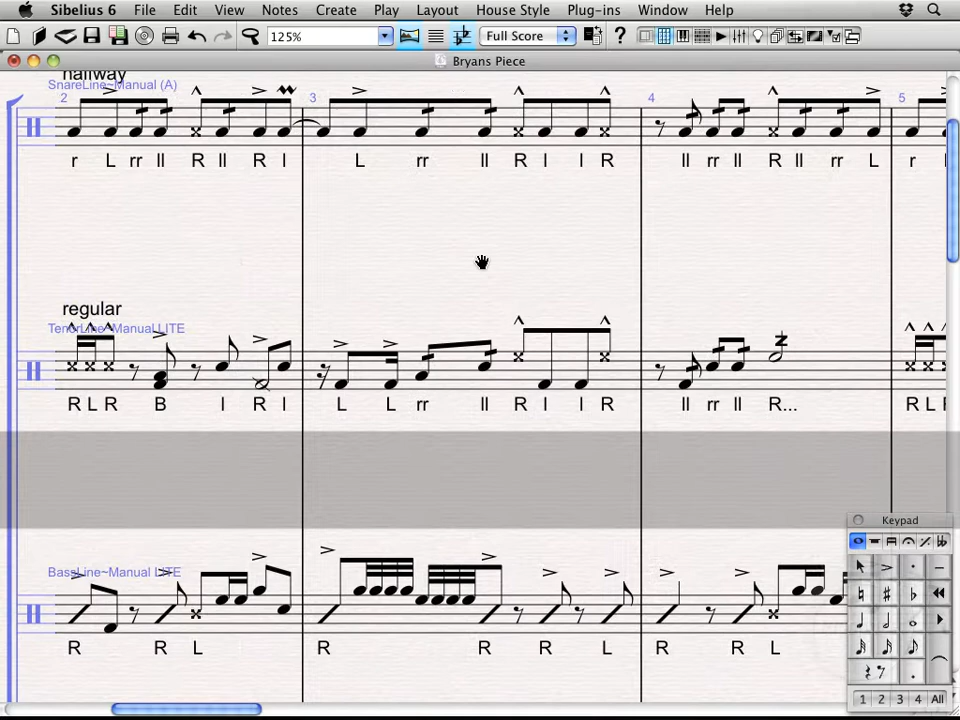 Sibelius 6 File Edit View Notes Create Play Layout House Style Plug-ins Window Help
125% Full Score ?
Bryans Piece
halfway
SnareLine~Manual (A)
2 3 4 5
r L rr ll R ll R l L rr ll R l l R ll rr ll R ll rr L r
regular
TenorLine~Manual LITE
R L R B l R l L L rr ll R l l R ll rr ll R... R L
BassLine~Manual LITE
R R L R R R L R R L
Keypad
1 2 3 4 All